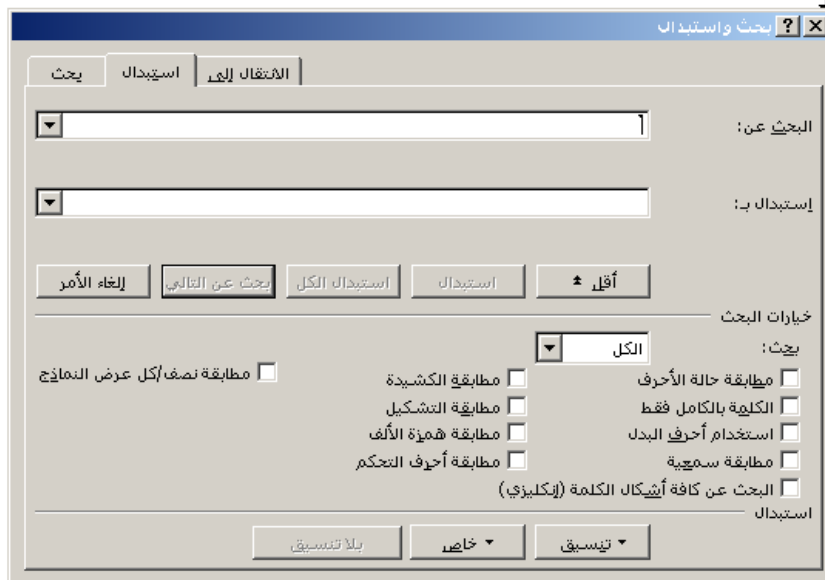 بحث واستبدال
بحث استبدال الانتقال إلى
البحث عن:
إستبدال بـ:
أقل استبدال استبدال الكل بحث عن التالي إلغاء الأمر
خيارات البحث
بحث: الكل
مطابقة حالة الأحرف مطابقة الكشيدة مطابقة نصف/كل عرض النماذج
الكلمة بالكامل فقط مطابقة التشكيل
استخدام أحرف البدل مطابقة همزة الألف
مطابقة سمعية مطابقة أحرف التحكم
البحث عن كافة أشكال الكلمة (إنكليزي)
استبدال
تنسيق خاص بلا تنسيق